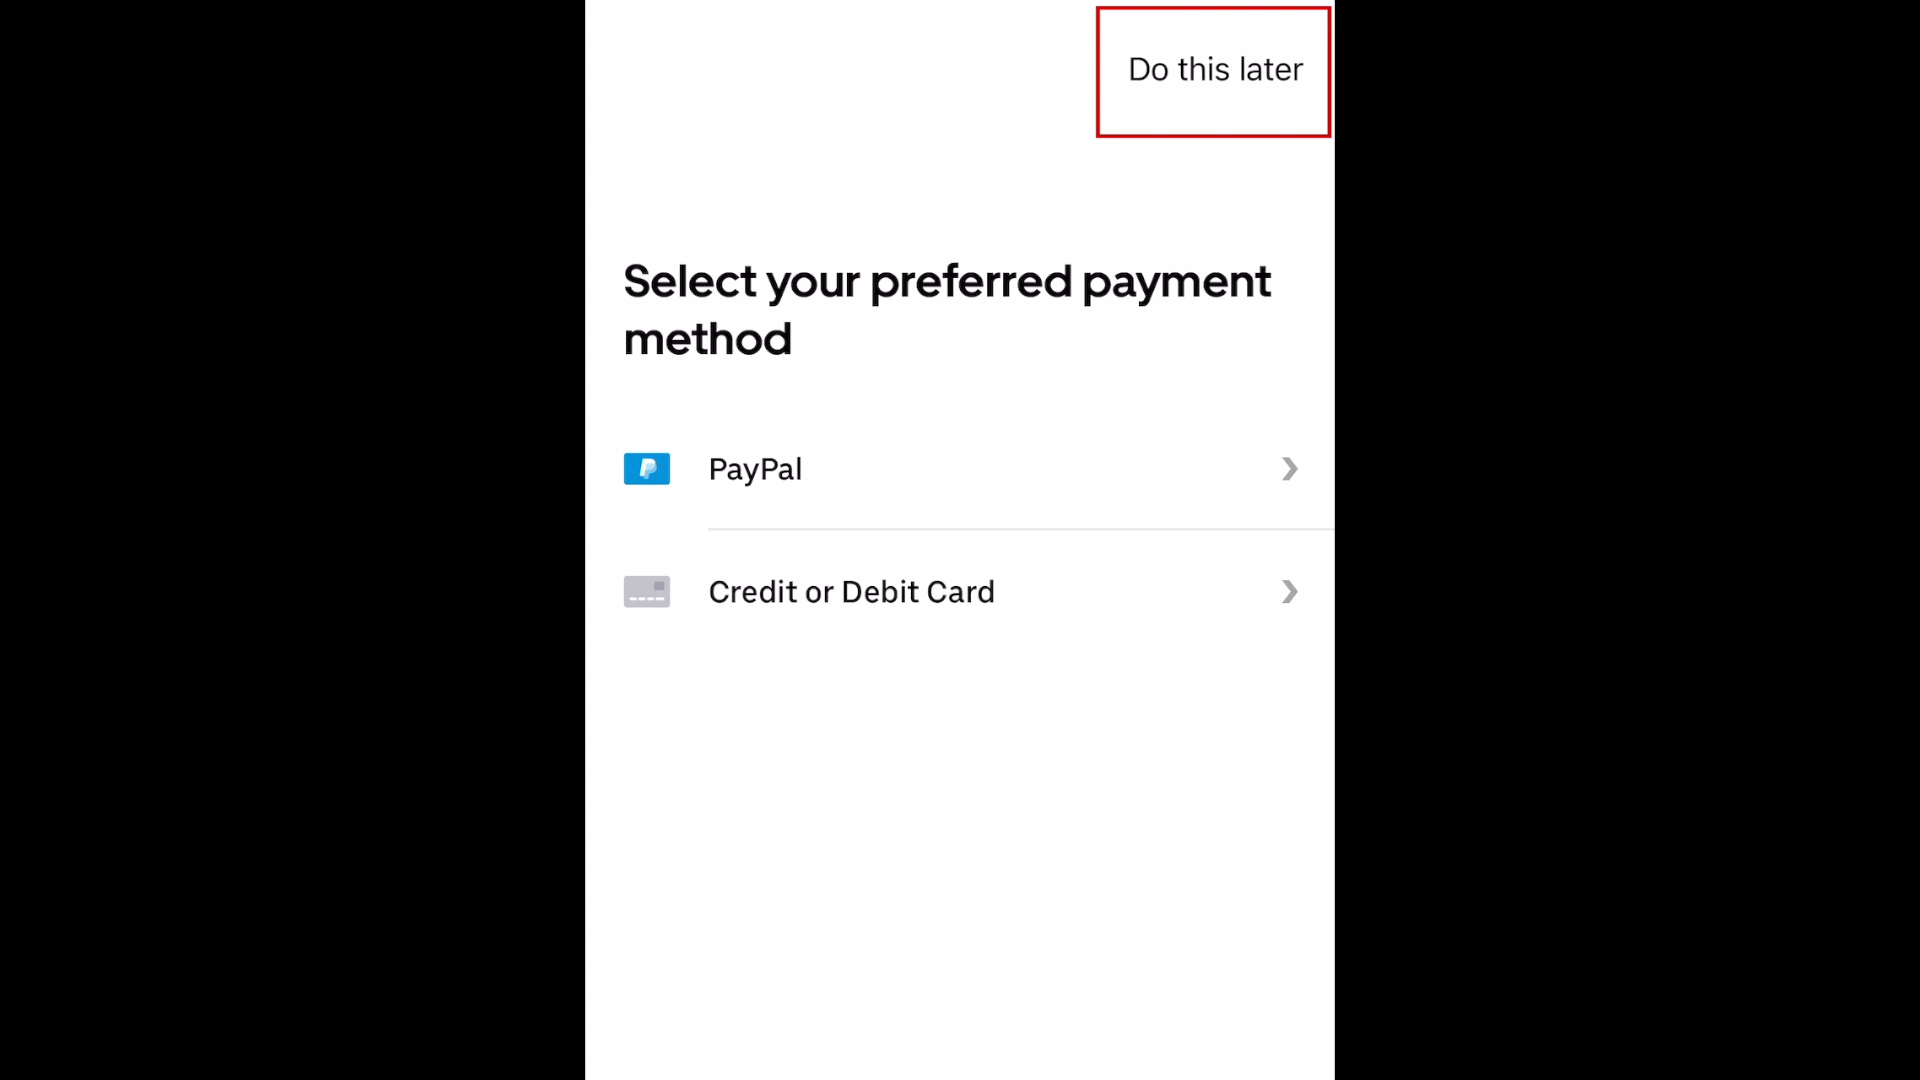 Do this later
Select your preferred payment
method
PayPal
Credit or Debit Card